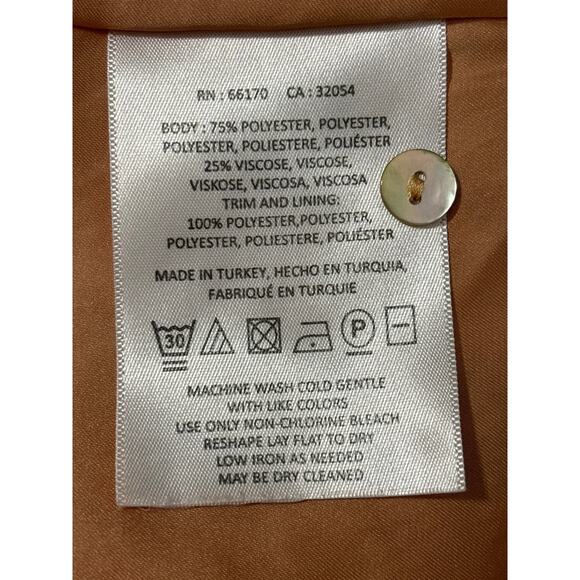 RN : 66170 CA : 32054
BODY : 75% POLYESTER, POLYESTER,
POLYESTER, POLIESTERE, POLIÉSTER
25% VISCOSE, VISCOSE,
VISKOSE, VISCOSA, VISCOSA
TRIM AND LINING:
100% POLYESTER,POLYESTER,
POLYESTER, POLIESTERE, POLIÉSTER
MADE IN TURKEY, HECHO EN TURQUIA,
FABRIQUÉ EN TURQUIE
30 P
MACHINE WASH COLD GENTLE
WITH LIKE COLORS
USE ONLY NON-CHLORINE BLEACH
RESHAPE LAY FLAT TO DRY
LOW IRON AS NEEDED
MAY BE DRY CLEANED